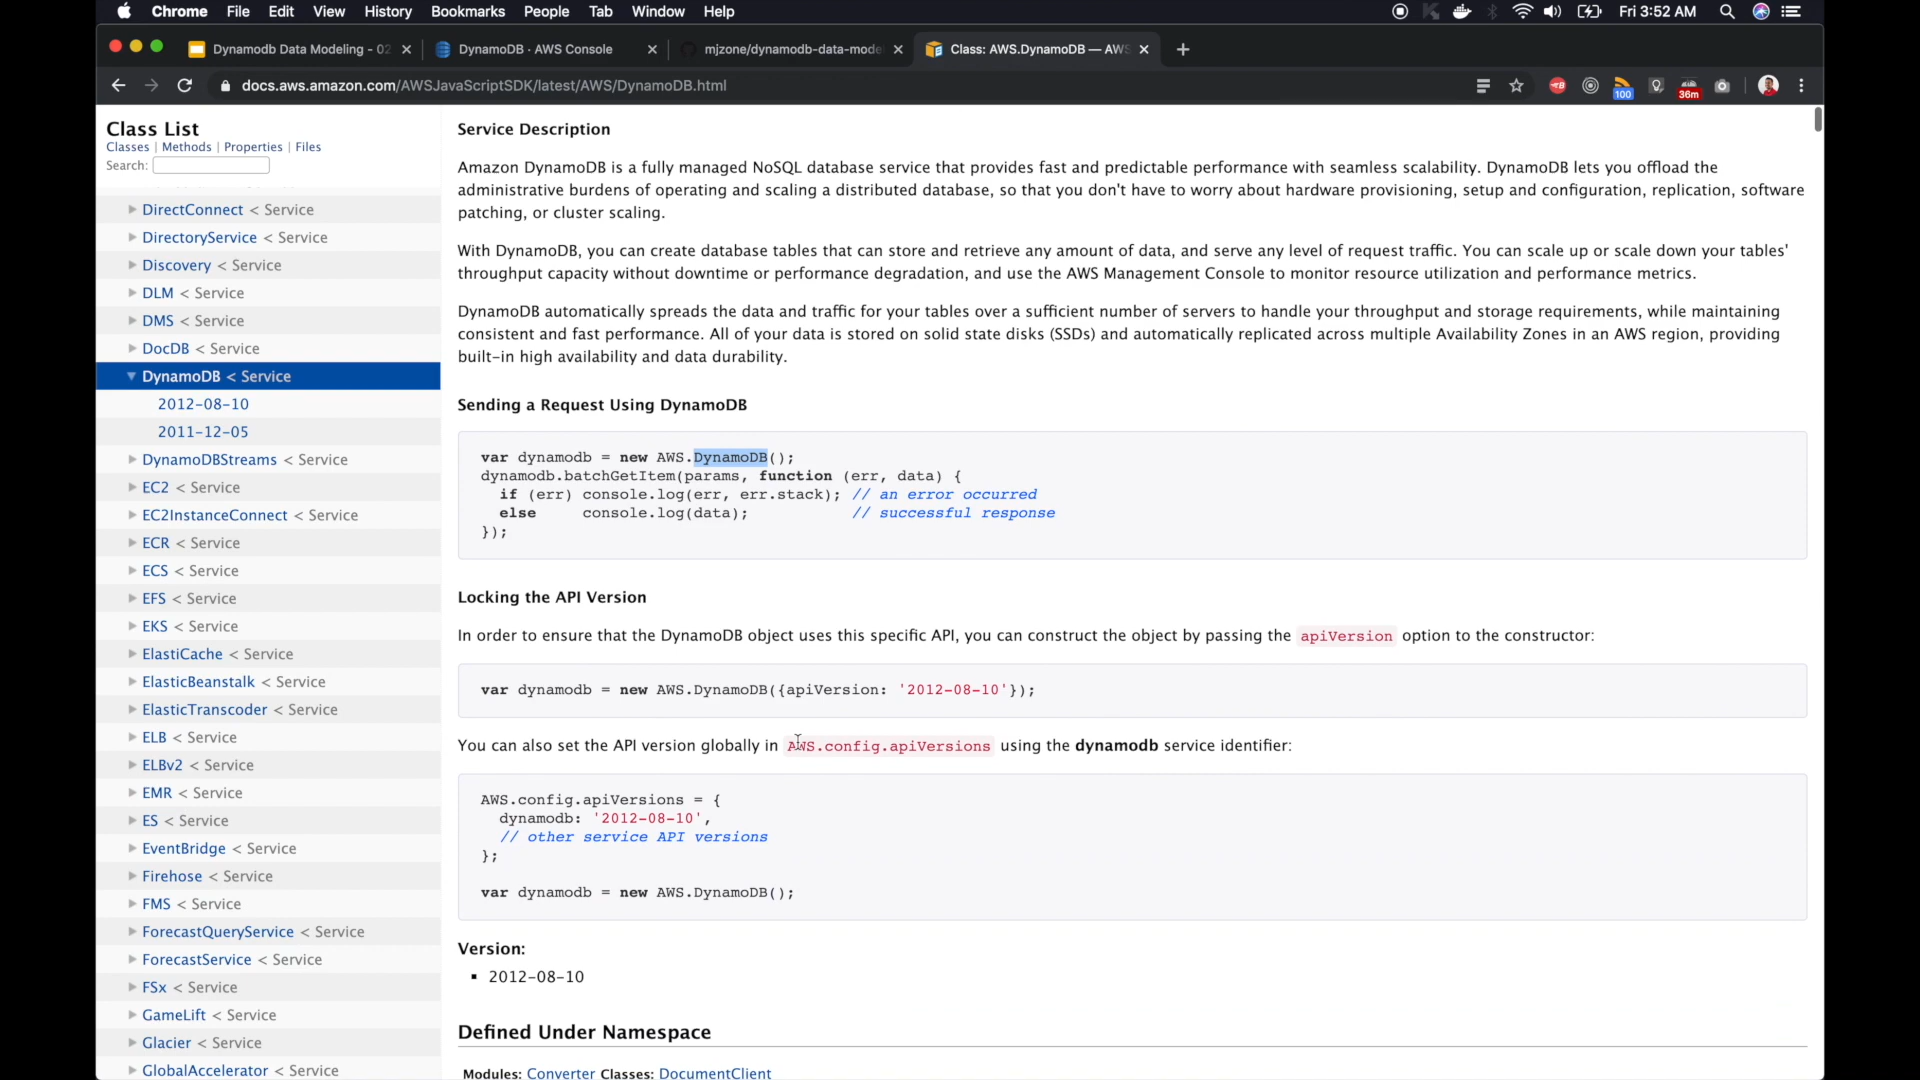 Chrome File Edit View History Bookmarks People Tab Window Help Fri 3:52 AM
Dynamodb Data Modeling - 02 DynamoDB · AWS Console mjzone/dynamodb-data-mode Class: AWS.DynamoDB — AWS
docs.aws.amazon.com/AWSJavaScriptSDK/latest/AWS/DynamoDB.html 100 36m
Class List
Classes | Methods | Properties | Files
Search:
DirectConnect < Service
DirectoryService < Service
Discovery < Service
DLM < Service
DMS < Service
DocDB < Service
DynamoDB < Service
2012-08-10
2011-12-05
DynamoDBStreams < Service
EC2 < Service
EC2InstanceConnect < Service
ECR < Service
ECS < Service
EFS < Service
EKS < Service
ElastiCache < Service
ElasticBeanstalk < Service
ElasticTranscoder < Service
ELB < Service
ELBv2 < Service
EMR < Service
ES < Service
EventBridge < Service
Firehose < Service
FMS < Service
ForecastQueryService < Service
ForecastService < Service
FSx < Service
GameLift < Service
Glacier < Service
GlobalAccelerator < Service
Service Description
Amazon DynamoDB is a fully managed NoSQL database service that provides fast and predictable performance with seamless scalability. DynamoDB lets you offload the
administrative burdens of operating and scaling a distributed database, so that you don't have to worry about hardware provisioning, setup and configuration, replication, software
patching, or cluster scaling.
With DynamoDB, you can create database tables that can store and retrieve any amount of data, and serve any level of request traffic. You can scale up or scale down your tables'
throughput capacity without downtime or performance degradation, and use the AWS Management Console to monitor resource utilization and performance metrics.
DynamoDB automatically spreads the data and traffic for your tables over a sufficient number of servers to handle your throughput and storage requirements, while maintaining
consistent and fast performance. All of your data is stored on solid state disks (SSDs) and automatically replicated across multiple Availability Zones in an AWS region, providing
built-in high availability and data durability.
Sending a Request Using DynamoDB
var dynamodb = new AWS.DynamoDB();
dynamodb.batchGetItem(params, function (err, data) {
if (err) console.log(err, err.stack); // an error occurred
else console.log(data); // successful response
});
Locking the API Version
In order to ensure that the DynamoDB object uses this specific API, you can construct the object by passing the apiVersion option to the constructor:
var dynamodb = new AWS.DynamoDB({apiVersion: '2012-08-10'});
You can also set the API version globally in AWS.config.apiVersions using the dynamodb service identifier:
AWS.config.apiVersions = {
dynamodb: '2012-08-10',
// other service API versions
};
var dynamodb = new AWS.DynamoDB();
Version:
2012-08-10
Defined Under Namespace
Modules: Converter Classes: DocumentClient